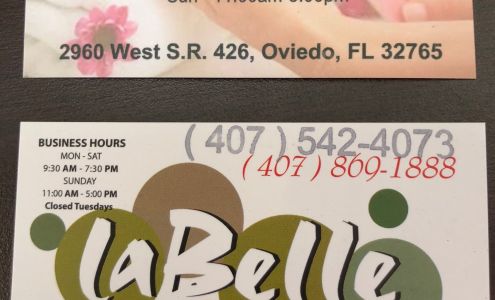 2960 West S.R. 426, Oviedo, FL 32765
BUSINESS HOURS
MON - SAT
9:30 AM - 7:30 PM
SUNDAY
11:00 AM - 5:00 PM
Closed Tuesdays
( 407 ) 542-4073
( 407 ) 869-1888
laBelle